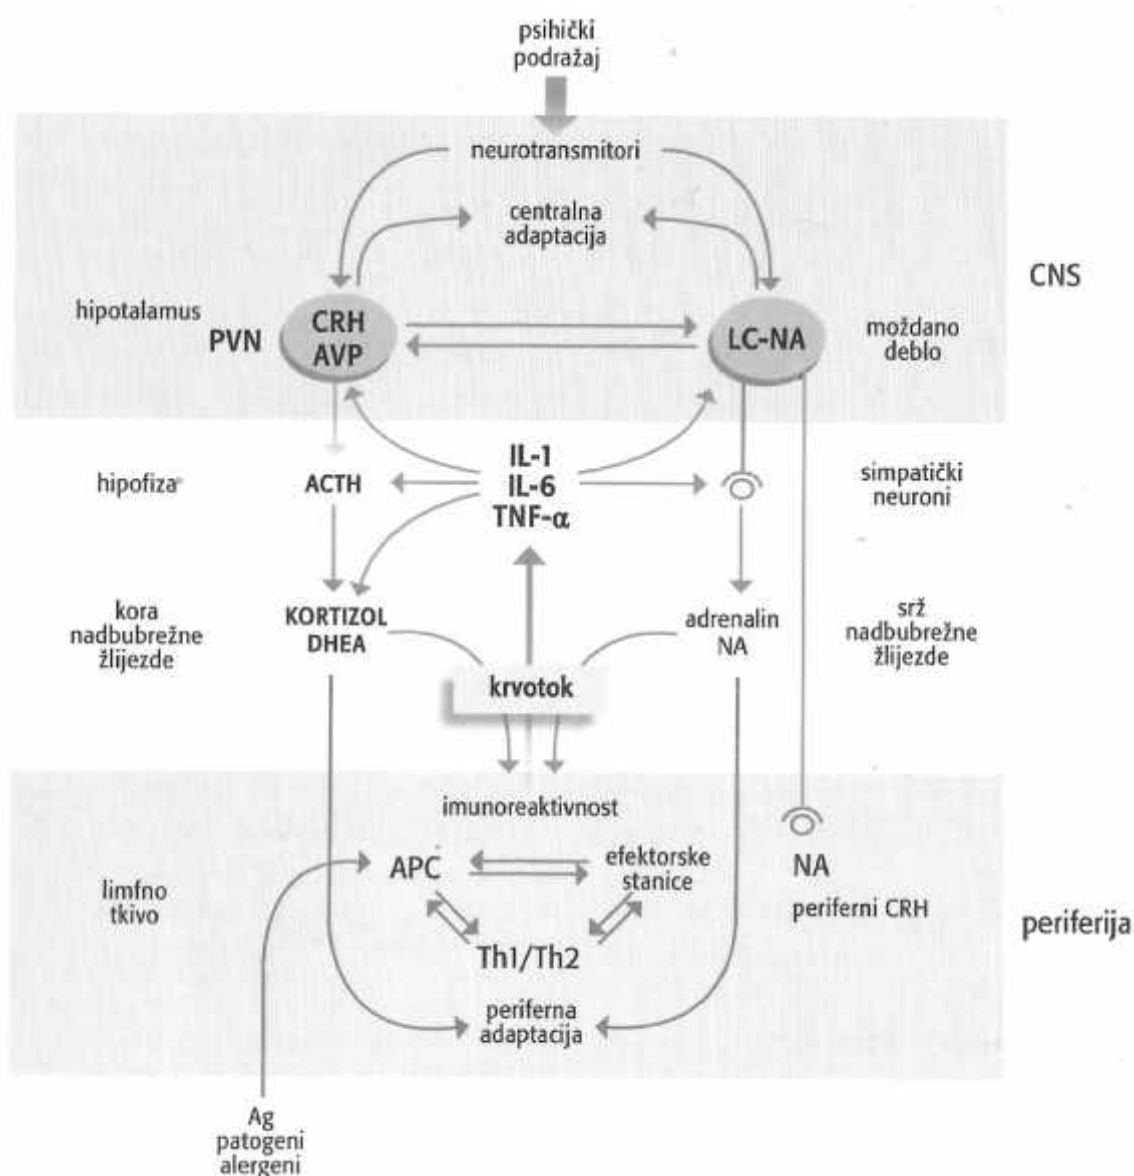 psihički
podražaj
neurotransmitori
centralna
adaptacija
CNS
hipotalamus
PVN
CRH
AVP
LC-NA
moždano
deblo
hipofiza
ACTH
IL-1
IL-6
TNF-α
simpatički
neuroni
kora
nadbubrežne
žlijezde
KORTIZOL
DHEA
adrenalin
NA
srž
nadbubrežne
žlijezde
krvotok
imunoreaktivnost
limfno
tkivo
APC
efektorske
stanice
NA
periferni CRH
periferija
Th1/Th2
periferna
adaptacija
Ag
patogeni
alergeni